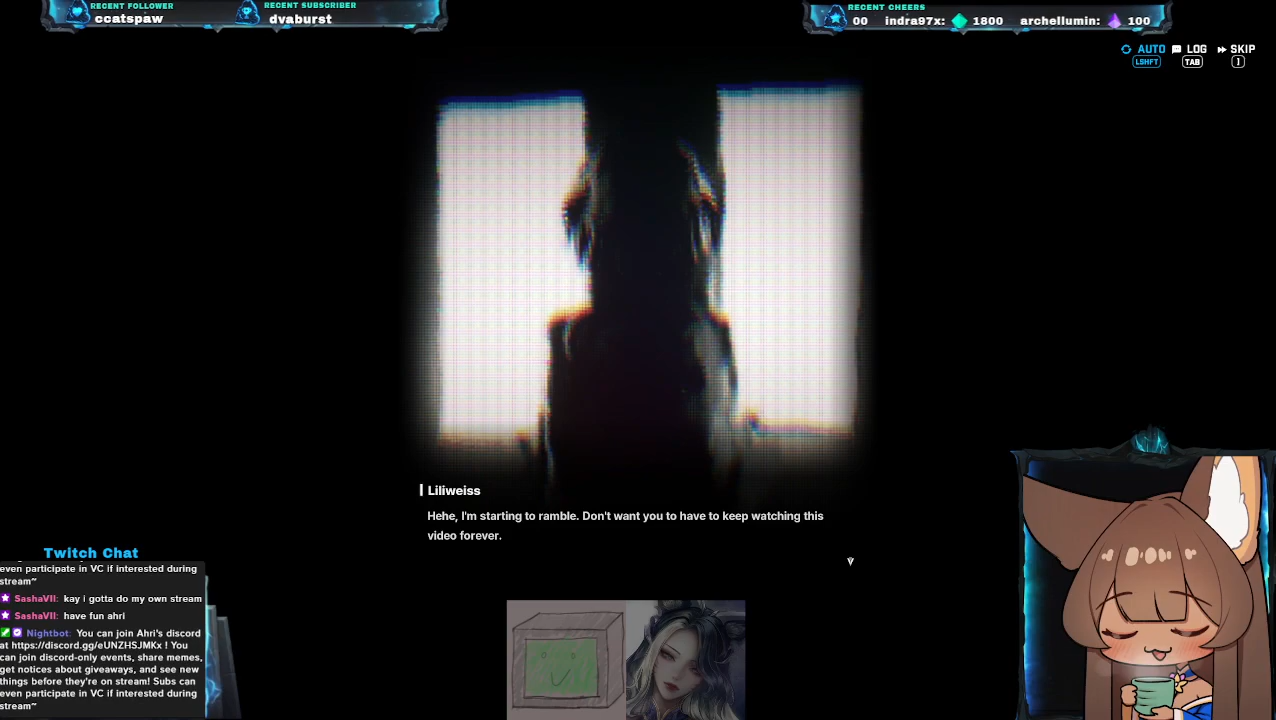 RECENT FOLLOWER
ccatspaw
RECENT SUBSCRIBER
dvaburst
RECENT CHEERS
00 indra97x: 1800 archellumin: 100
AUTO LOG SKIP
LSHFT TAB ]
Liliweiss
Hehe, I'm starting to ramble. Don't want you to have to keep watching this
video forever.
Twitch Chat
even participate in VC if interested during
stream~
SashaVII: kay i gotta do my own stream
SashaVII: have fun ahri
Nightbot: You can join Ahri's discord
at https://discord.gg/eUNZHSJMKx ! You
can join discord-only events, share memes,
get notices about giveaways, and see new
things before they're on stream! Subs can
even participate in VC if interested during
stream~